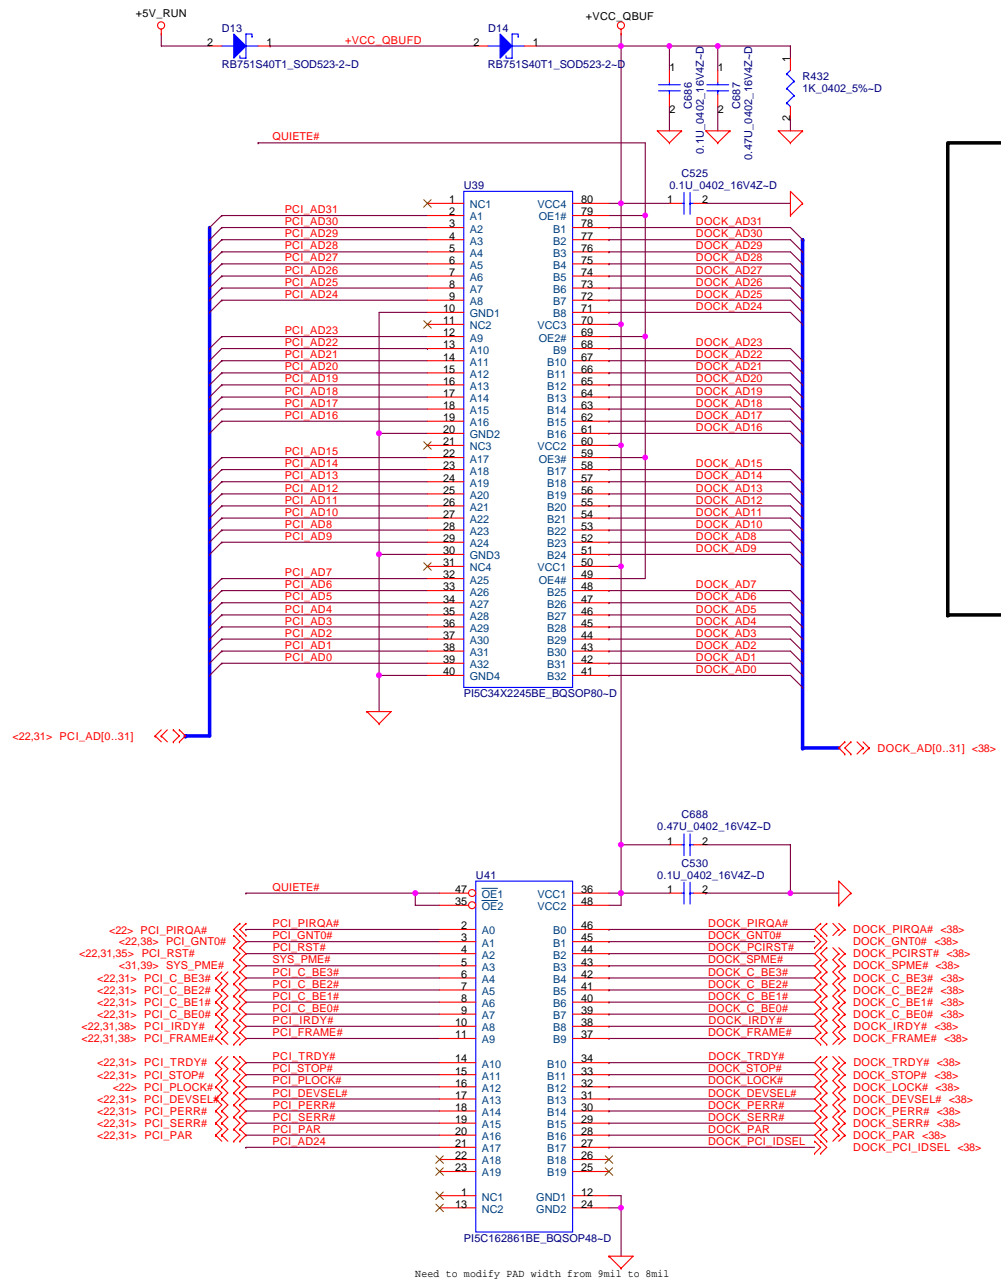 +5V_RUN
+VCC_QBUF
D13
D14
2 1 +VCC_QBUFD 2 1
RB751S40T1_SOD523-2~D
RB751S40T1_SOD523-2~D
1 2 C686 0.1U_0402_16V4Z~D
1 2 C687 0.47U_0402_16V4Z~D
1 2 R432
1K_0402_5%~D
QUIETE#
C525
0.1U_0402_16V4Z~D
1 2
U39
1 NC1 VCC4 80
PCI_AD31 2 A1 OE1# 79
PCI_AD30 3 A2 B1 78 DOCK_AD31
PCI_AD29 4 A3 B2 77 DOCK_AD30
PCI_AD28 5 A4 B3 76 DOCK_AD29
PCI_AD27 6 A5 B4 75 DOCK_AD28
PCI_AD26 7 A6 B5 74 DOCK_AD27
PCI_AD25 8 A7 B6 73 DOCK_AD26
PCI_AD24 9 A8 B7 72 DOCK_AD25
10 GND1 B8 71 DOCK_AD24
11 NC2 VCC3 70
PCI_AD23 12 A9 OE2# 69
PCI_AD22 13 A10 B9 68 DOCK_AD23
PCI_AD21 14 A11 B10 67 DOCK_AD22
PCI_AD20 15 A12 B11 66 DOCK_AD21
PCI_AD19 16 A13 B12 65 DOCK_AD20
PCI_AD18 17 A14 B13 64 DOCK_AD19
PCI_AD17 18 A15 B14 63 DOCK_AD18
PCI_AD16 19 A16 B15 62 DOCK_AD17
20 GND2 B16 61 DOCK_AD16
21 NC3 VCC2 60
PCI_AD15 22 A17 OE3# 59
PCI_AD14 23 A18 B17 58 DOCK_AD15
PCI_AD13 24 A19 B18 57 DOCK_AD14
PCI_AD12 25 A20 B19 56 DOCK_AD13
PCI_AD11 26 A21 B20 55 DOCK_AD12
PCI_AD10 27 A22 B21 54 DOCK_AD11
PCI_AD8 28 A23 B22 53 DOCK_AD10
PCI_AD9 29 A24 B23 52 DOCK_AD8
30 GND3 B24 51 DOCK_AD9
31 NC4 VCC1 50
PCI_AD7 32 A25 OE4# 49
PCI_AD6 33 A26 B25 48 DOCK_AD7
PCI_AD5 34 A27 B26 47 DOCK_AD6
PCI_AD4 35 A28 B27 46 DOCK_AD5
PCI_AD3 36 A29 B28 45 DOCK_AD4
PCI_AD2 37 A30 B29 44 DOCK_AD3
PCI_AD1 38 A31 B30 43 DOCK_AD2
PCI_AD0 39 A32 B31 42 DOCK_AD1
40 GND4 B32 41 DOCK_AD0
PI5C34X2245BE_BQSOP80~D
<22,31> PCI_AD[0..31]
DOCK_AD[0..31] <38>
C688
0.47U_0402_16V4Z~D
1 2
C530
0.1U_0402_16V4Z~D
1 2
U41
QUIETE# 47 OE1 VCC1 36
35 OE2 VCC2 48
<22> PCI_PIRQA# PCI_PIRQA# 2 A0 B0 46 DOCK_PIRQA# DOCK_PIRQA# <38>
<22,38> PCI_GNT0# PCI_GNT0# 3 A1 B1 45 DOCK_GNT0# DOCK_GNT0# <38>
<22,31,35> PCI_RST# PCI_RST# 4 A2 B2 44 DOCK_PCIRST# DOCK_PCIRST# <38>
<31,39> SYS_PME# SYS_PME# 5 A3 B3 43 DOCK_SPME# DOCK_SPME# <38>
<22,31> PCI_C_BE3# PCI_C_BE3# 6 A4 B4 42 DOCK_C_BE3# DOCK_C_BE3# <38>
<22,31> PCI_C_BE2# PCI_C_BE2# 7 A5 B5 41 DOCK_C_BE2# DOCK_C_BE2# <38>
<22,31> PCI_C_BE1# PCI_C_BE1# 8 A6 B6 40 DOCK_C_BE1# DOCK_C_BE1# <38>
<22,31> PCI_C_BE0# PCI_C_BE0# 9 A7 B7 39 DOCK_C_BE0# DOCK_C_BE0# <38>
<22,31,38> PCI_IRDY# PCI_IRDY# 10 A8 B8 38 DOCK_IRDY# DOCK_IRDY# <38>
<22,31,38> PCI_FRAME# PCI_FRAME# 11 A9 B9 37 DOCK_FRAME# DOCK_FRAME# <38>
<22,31> PCI_TRDY# PCI_TRDY# 14 A10 B10 34 DOCK_TRDY# DOCK_TRDY# <38>
<22,31> PCI_STOP# PCI_STOP# 15 A11 B11 33 DOCK_STOP# DOCK_STOP# <38>
<22> PCI_PLOCK# PCI_PLOCK# 16 A12 B12 32 DOCK_LOCK# DOCK_LOCK# <38>
<22,31> PCI_DEVSEL# PCI_DEVSEL# 17 A13 B13 31 DOCK_DEVSEL# DOCK_DEVSEL# <38>
<22,31> PCI_PERR# PCI_PERR# 18 A14 B14 30 DOCK_PERR# DOCK_PERR# <38>
<22,31> PCI_SERR# PCI_SERR# 19 A15 B15 29 DOCK_SERR# DOCK_SERR# <38>
<22,31> PCI_PAR PCI_PAR 20 A16 B16 28 DOCK_PAR DOCK_PAR <38>
PCI_AD24 21 A17 B17 27 DOCK_PCI_IDSEL DOCK_PCI_IDSEL <38>
22 A18 B18 26
23 A19 B19 25
1 NC1 GND1 12
13 NC2 GND2 24
PI5C162861BE_BQSOP48~D
Need to modify PAD width from 9mil to 8mil